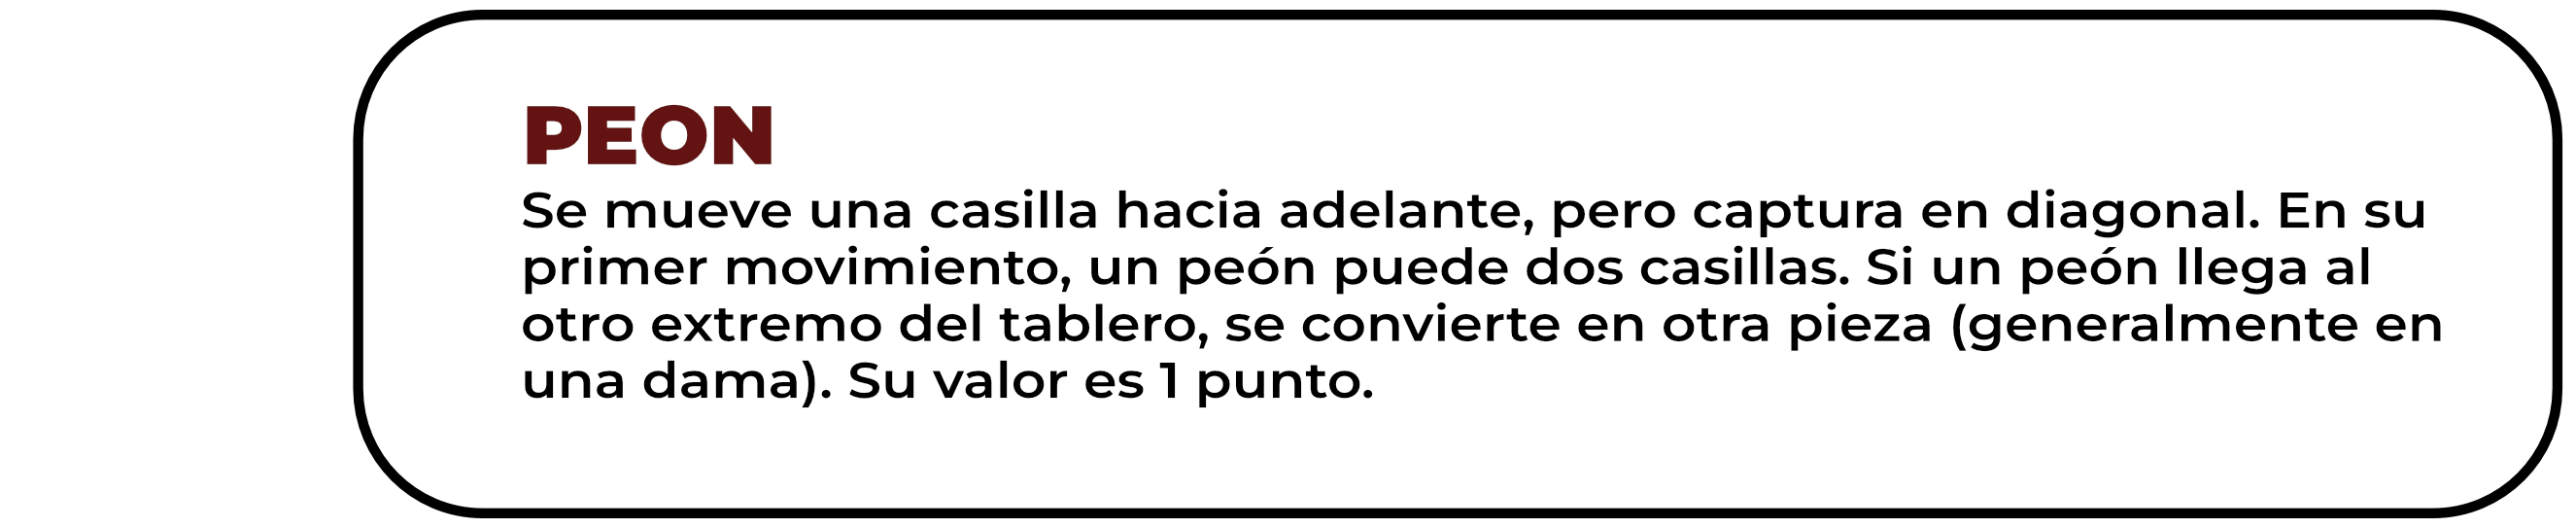 PEON
Se mueve una casilla hacia adelante, pero captura en diagonal. En su
primer movimiento, un peón puede dos casillas. Si un peón llega al
otro extremo del tablero, se convierte en otra pieza (generalmente en
una dama). Su valor es 1 punto.